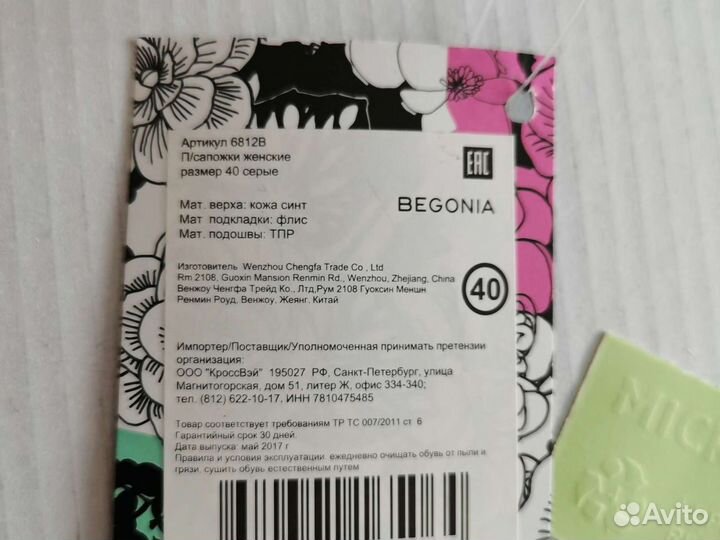 Артикул 6812В
П/сапожки женские
размер 40 серые
EAC
Мат. верха: кожа синт
Мат подкладки: флис
Мат. подошвы: ТПР
BEGONIA
Изготовитель Wenzhou Chengfa Trade Co , Ltd
Rm 2108, Guoxin Mansion Renmin Rd., Wenzhou, Zhejiang, China
Венжоу Ченгфа Трейд Ко., Лтд,Рум 2108 Гуоксин Меншн
Ренмин Роуд, Венжоу, Жеянг, Китай
40
Импортер/Поставщик/Уполномоченная принимать претензии
организация:
ООО "КроссВэй" 195027 РФ, Санкт-Петербург, улица
Магнитогорская, дом 51, литер Ж, офис 334-340;
тел. (812) 622-10-17, ИНН 7810475485
Товар соответствует требованиям ТР ТС 007/2011 ст 6
Гарантийный срок 30 дней.
Дата выпуска: май 2017 г
Правила и условия эксплуатации: ежедневно очищать обувь от пыли и
грязи, сушить обувь естественным путем
Avito